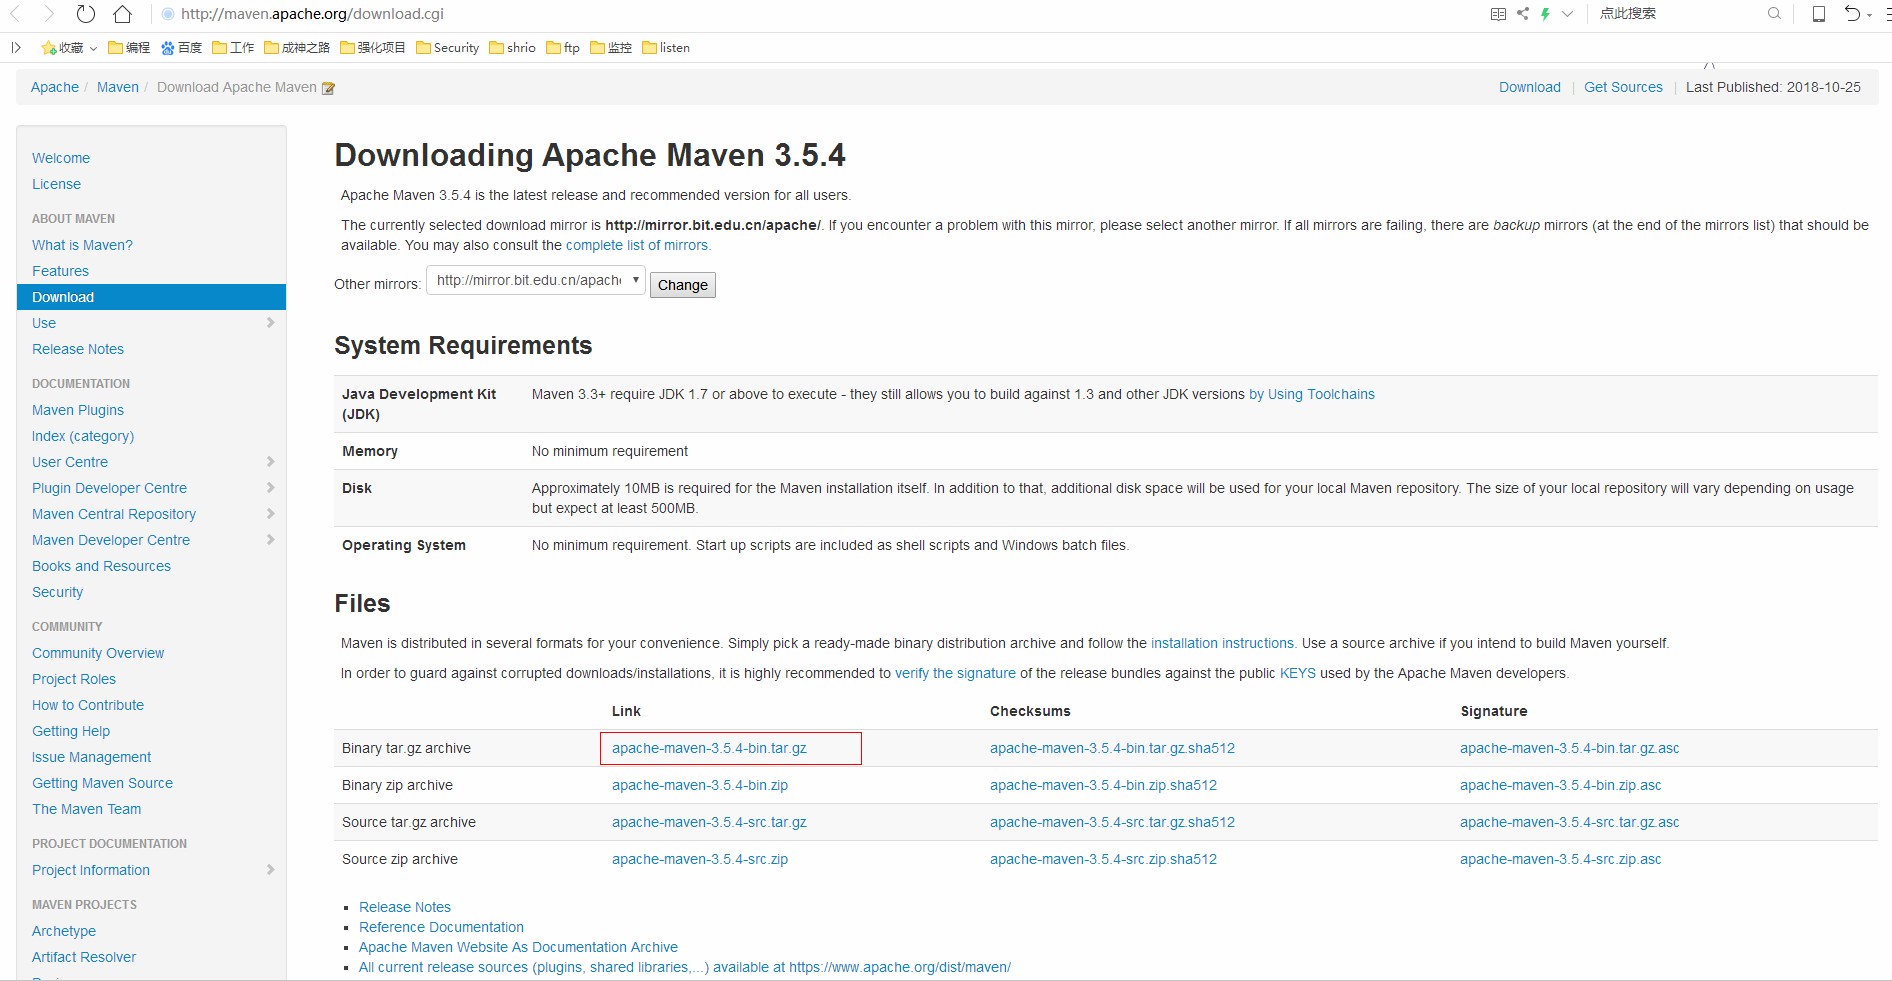 http://maven.apache.org/download.cgi
点此搜索
收藏 编程 百度 工作 成神之路 强化项目 Security shrio ftp 监控 listen
Apache / Maven / Download Apache Maven
Download | Get Sources | Last Published: 2018-10-25
Welcome
License
ABOUT MAVEN
What is Maven?
Features
Download
Use
Release Notes
DOCUMENTATION
Maven Plugins
Index (category)
User Centre
Plugin Developer Centre
Maven Central Repository
Maven Developer Centre
Books and Resources
Security
COMMUNITY
Community Overview
Project Roles
How to Contribute
Getting Help
Issue Management
Getting Maven Source
The Maven Team
PROJECT DOCUMENTATION
Project Information
MAVEN PROJECTS
Archetype
Artifact Resolver
Downloading Apache Maven 3.5.4
Apache Maven 3.5.4 is the latest release and recommended version for all users.
The currently selected download mirror is http://mirror.bit.edu.cn/apache/. If you encounter a problem with this mirror, please select another mirror. If all mirrors are failing, there are backup mirrors (at the end of the mirrors list) that should be
available. You may also consult the complete list of mirrors.
Other mirrors: http://mirror.bit.edu.cn/apach Change
System Requirements
Java Development Kit
(JDK)
Maven 3.3+ require JDK 1.7 or above to execute - they still allows you to build against 1.3 and other JDK versions by Using Toolchains
Memory
No minimum requirement
Disk
Approximately 10MB is required for the Maven installation itself. In addition to that, additional disk space will be used for your local Maven repository. The size of your local repository will vary depending on usage
but expect at least 500MB.
Operating System
No minimum requirement. Start up scripts are included as shell scripts and Windows batch files.
Files
Maven is distributed in several formats for your convenience. Simply pick a ready-made binary distribution archive and follow the installation instructions. Use a source archive if you intend to build Maven yourself.
In order to guard against corrupted downloads/installations, it is highly recommended to verify the signature of the release bundles against the public KEYS used by the Apache Maven developers.
Link Checksums Signature
Binary tar.gz archive apache-maven-3.5.4-bin.tar.gz apache-maven-3.5.4-bin.tar.gz.sha512 apache-maven-3.5.4-bin.tar.gz.asc
Binary zip archive apache-maven-3.5.4-bin.zip apache-maven-3.5.4-bin.zip.sha512 apache-maven-3.5.4-bin.zip.asc
Source tar.gz archive apache-maven-3.5.4-src.tar.gz apache-maven-3.5.4-src.tar.gz.sha512 apache-maven-3.5.4-src.tar.gz.asc
Source zip archive apache-maven-3.5.4-src.zip apache-maven-3.5.4-src.zip.sha512 apache-maven-3.5.4-src.zip.asc
Release Notes
Reference Documentation
Apache Maven Website As Documentation Archive
All current release sources (plugins, shared libraries,...) available at https://www.apache.org/dist/maven/